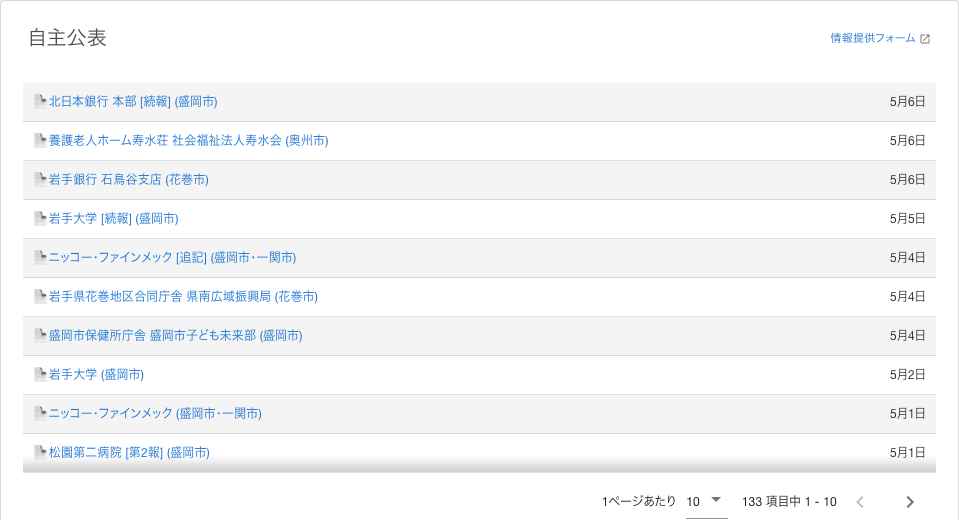 自主公表
情報提供フォーム
北日本銀行 本部 [続報] (盛岡市) 5月6日
養護老人ホーム寿水荘 社会福祉法人寿水会 (奥州市) 5月6日
岩手銀行 石鳥谷支店 (花巻市) 5月6日
岩手大学 [続報] (盛岡市) 5月5日
ニッコー･ファインメック [追記] (盛岡市･一関市) 5月4日
岩手県花巻地区合同庁舎 県南広域振興局 (花巻市) 5月4日
盛岡市保健所庁舎 盛岡市子ども未来部 (盛岡市) 5月4日
岩手大学 (盛岡市) 5月2日
ニッコー･ファインメック (盛岡市･一関市) 5月1日
松園第二病院 [第2報] (盛岡市) 5月1日
1ページあたり 10 133 項目中 1 - 10